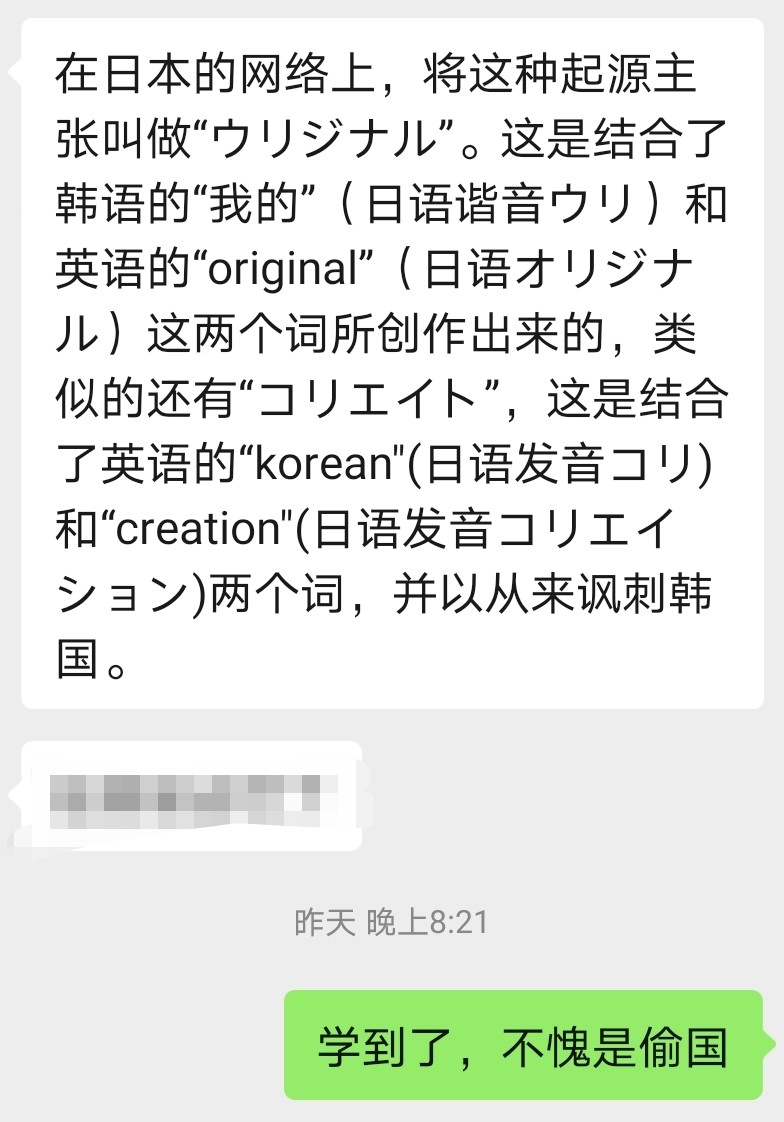 在日本的网络上，将这种起源主
张叫做“ウリジナル”。这是结合了
韩语的“我的”（日语谐音ウリ）和
英语的“original”（日语オリジナ
ル）这两个词所创作出来的，类
似的还有“コリエイト”，这是结合
了英语的“korean"(日语发音コリ)
和“creation"(日语发音コリエイ
ション)两个词，并以从来讽刺韩
国。
昨天 晚上8:21
学到了，不愧是偷国